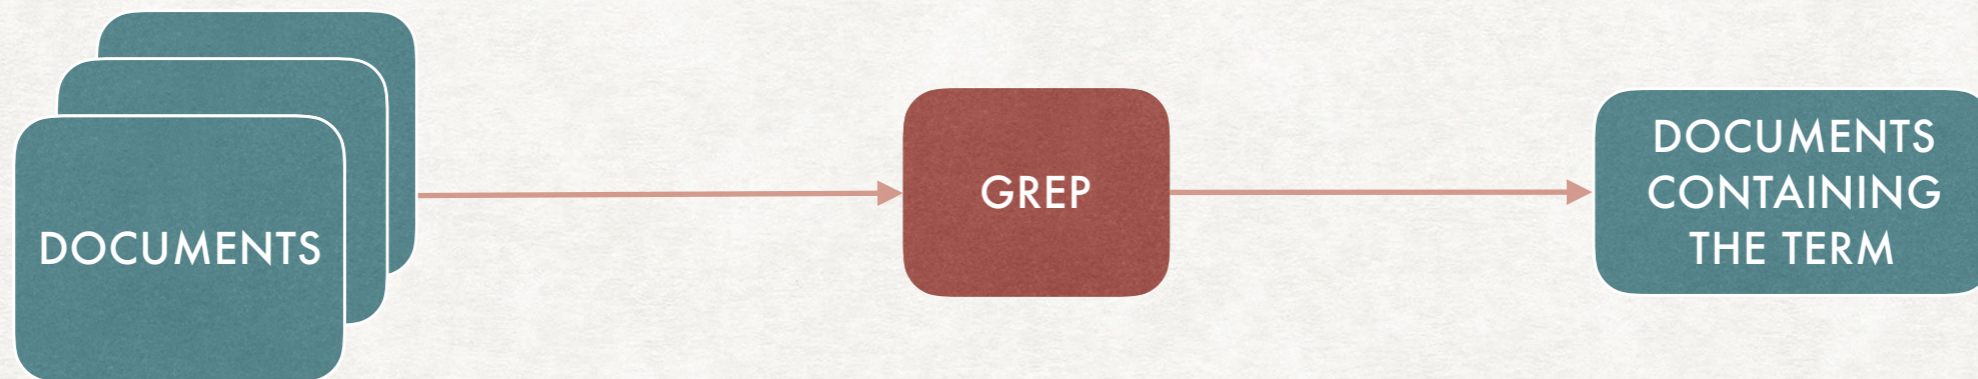 DOCUMENTS
GREP
DOCUMENTS
CONTAINING
THE TERM